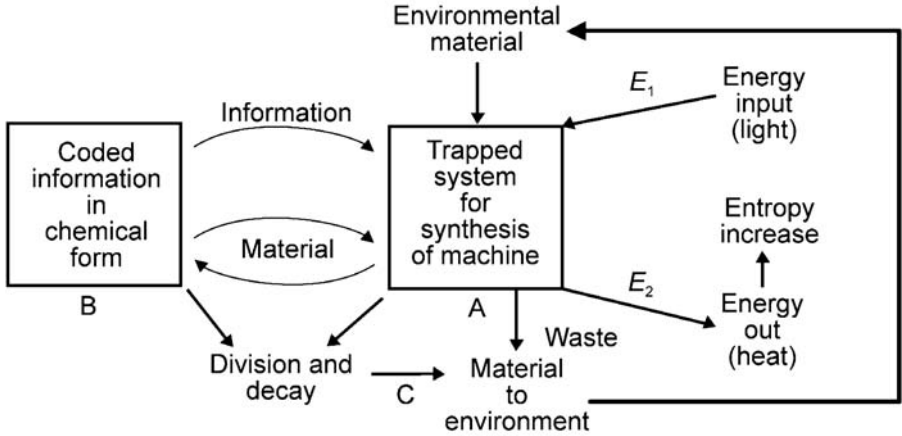 Environmental
material
E₁
Energy
input
(light)
Information
Coded
information
in
chemical
form
B
Material
Trapped
system
for
synthesis
of machine
A
Entropy
increase
E₂
Energy
out
(heat)
Waste
Division and
decay
C
Material
to
environment